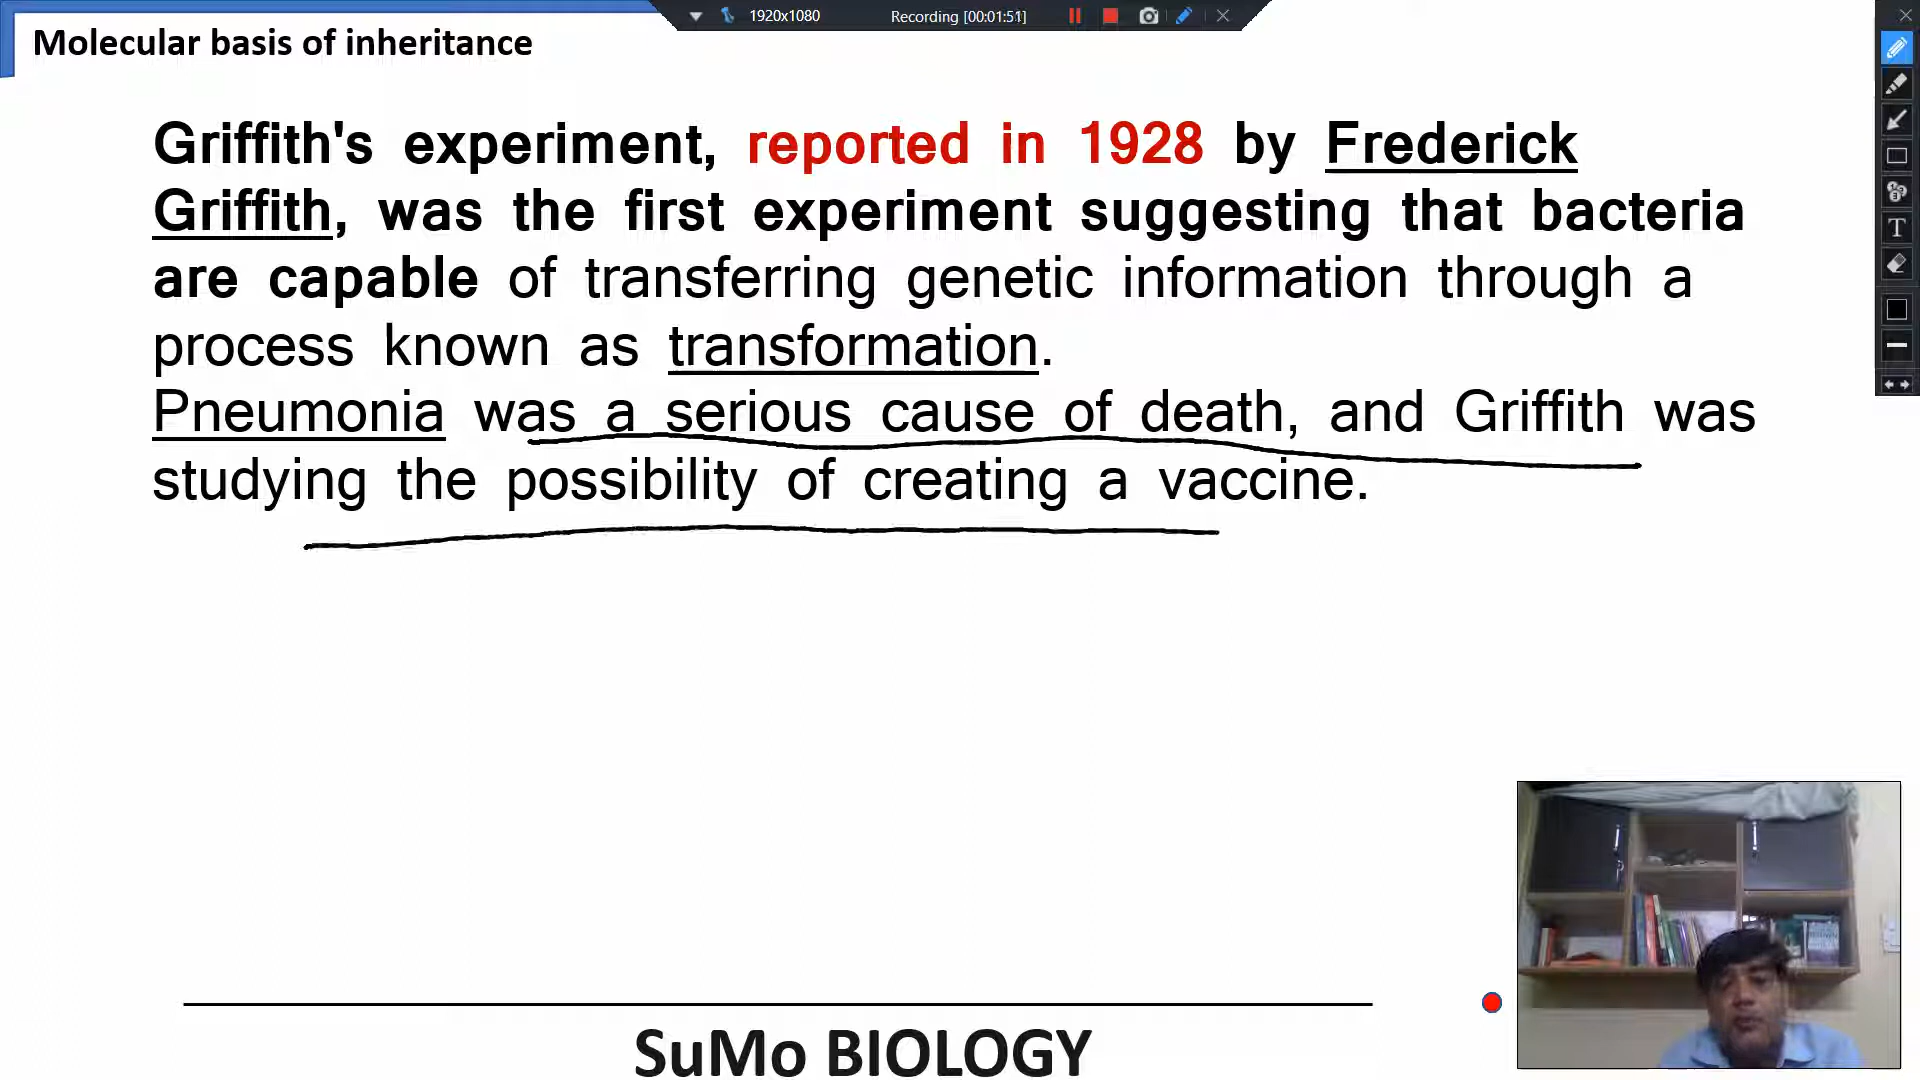 1920x1080 Recording [00:01:51]
Molecular basis of inheritance
Griffith's experiment, reported in 1928 by Frederick
Griffith, was the first experiment suggesting that bacteria
are capable of transferring genetic information through a
process known as transformation.
Pneumonia was a serious cause of death, and Griffith was
studying the possibility of creating a vaccine.
T
SuMo BIOLOGY